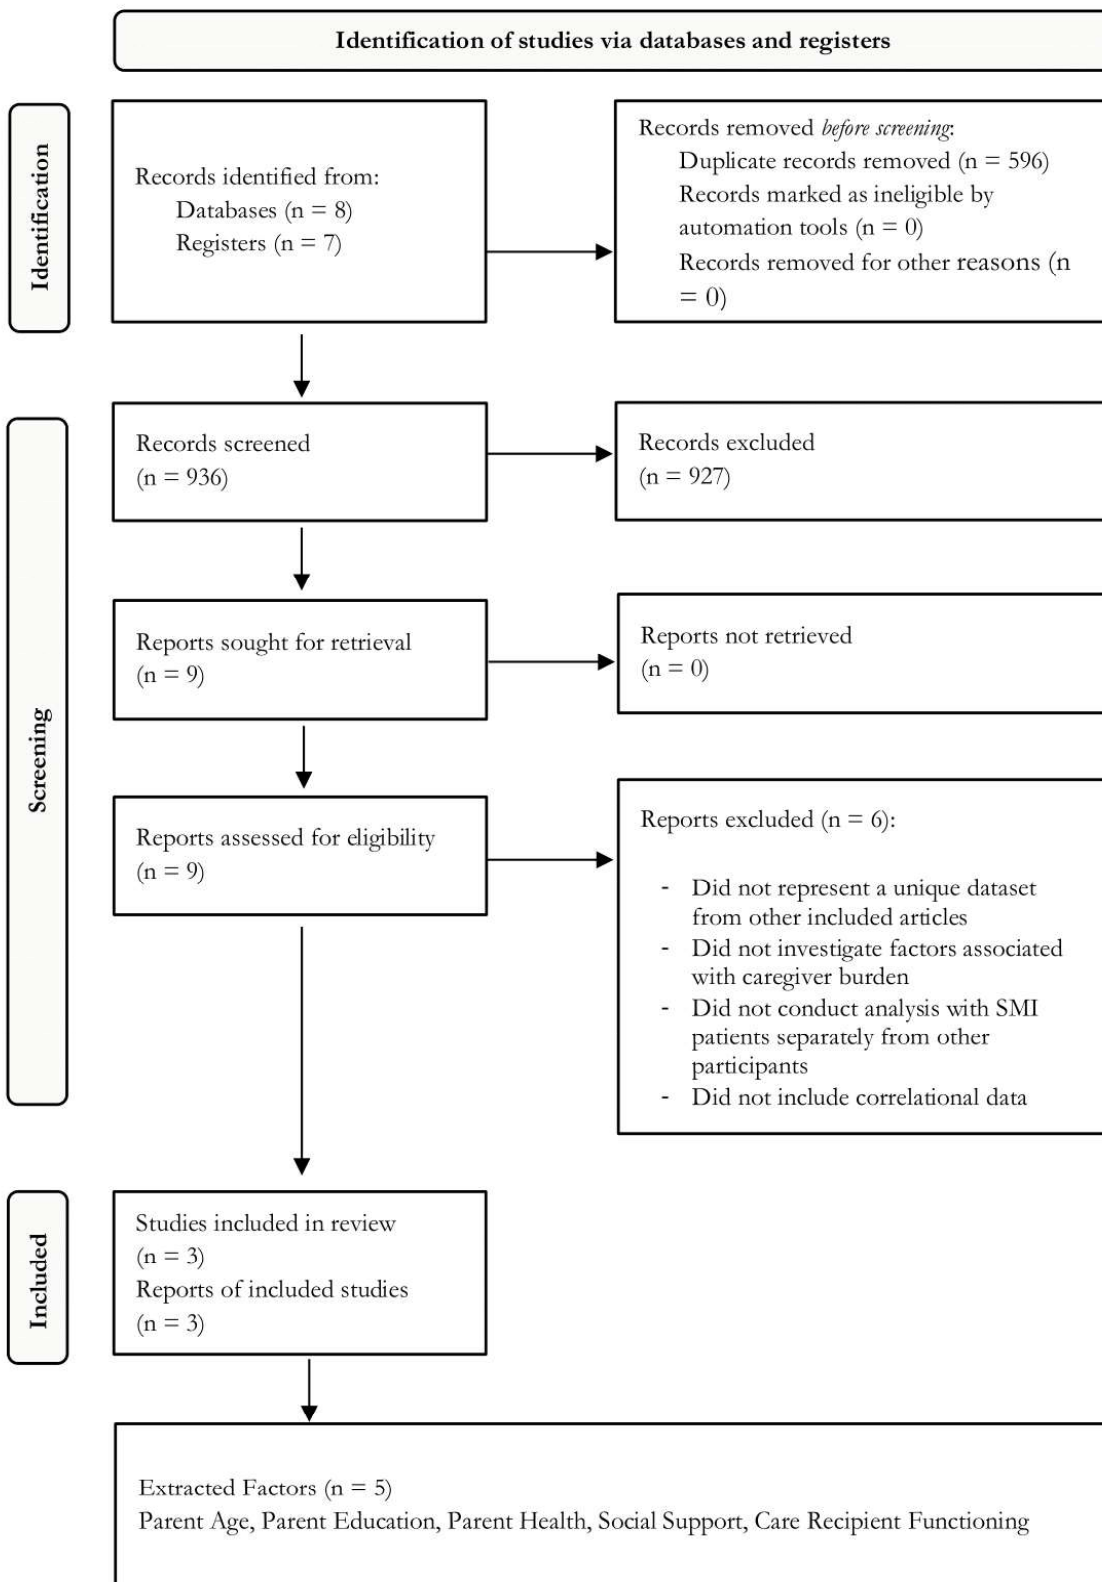 Identification of studies via databases and registers
Identification
Records identified from:
Databases (n = 8)
Registers (n = 7)
Records removed before screening:
Duplicate records removed (n = 596)
Records marked as ineligible by
automation tools (n = 0)
Records removed for other reasons (n
= 0)
Screening
Records screened
(n = 936)
Records excluded
(n = 927)
Reports sought for retrieval
(n = 9)
Reports not retrieved
(n = 0)
Reports assessed for eligibility
(n = 9)
Reports excluded (n = 6):
- Did not represent a unique dataset
from other included articles
- Did not investigate factors associated
with caregiver burden
- Did not conduct analysis with SMI
patients separately from other
participants
- Did not include correlational data
Included
Studies included in review
(n = 3)
Reports of included studies
(n = 3)
Extracted Factors (n = 5)
Parent Age, Parent Education, Parent Health, Social Support, Care Recipient Functioning